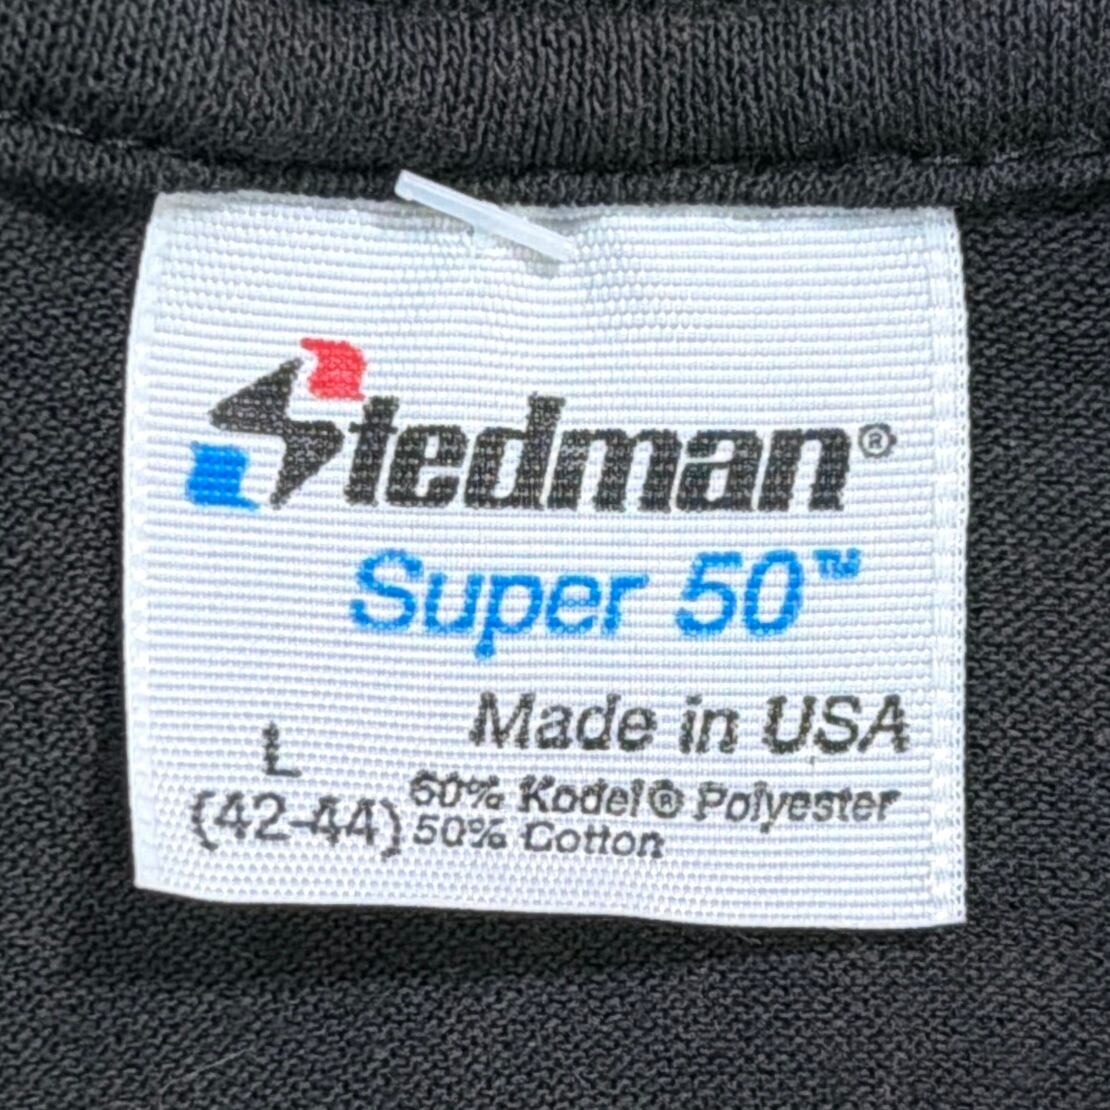 Stedman®
Super 50™
Made in USA
L
(42-44)
50% Kodel® Polyester
50% Cotton